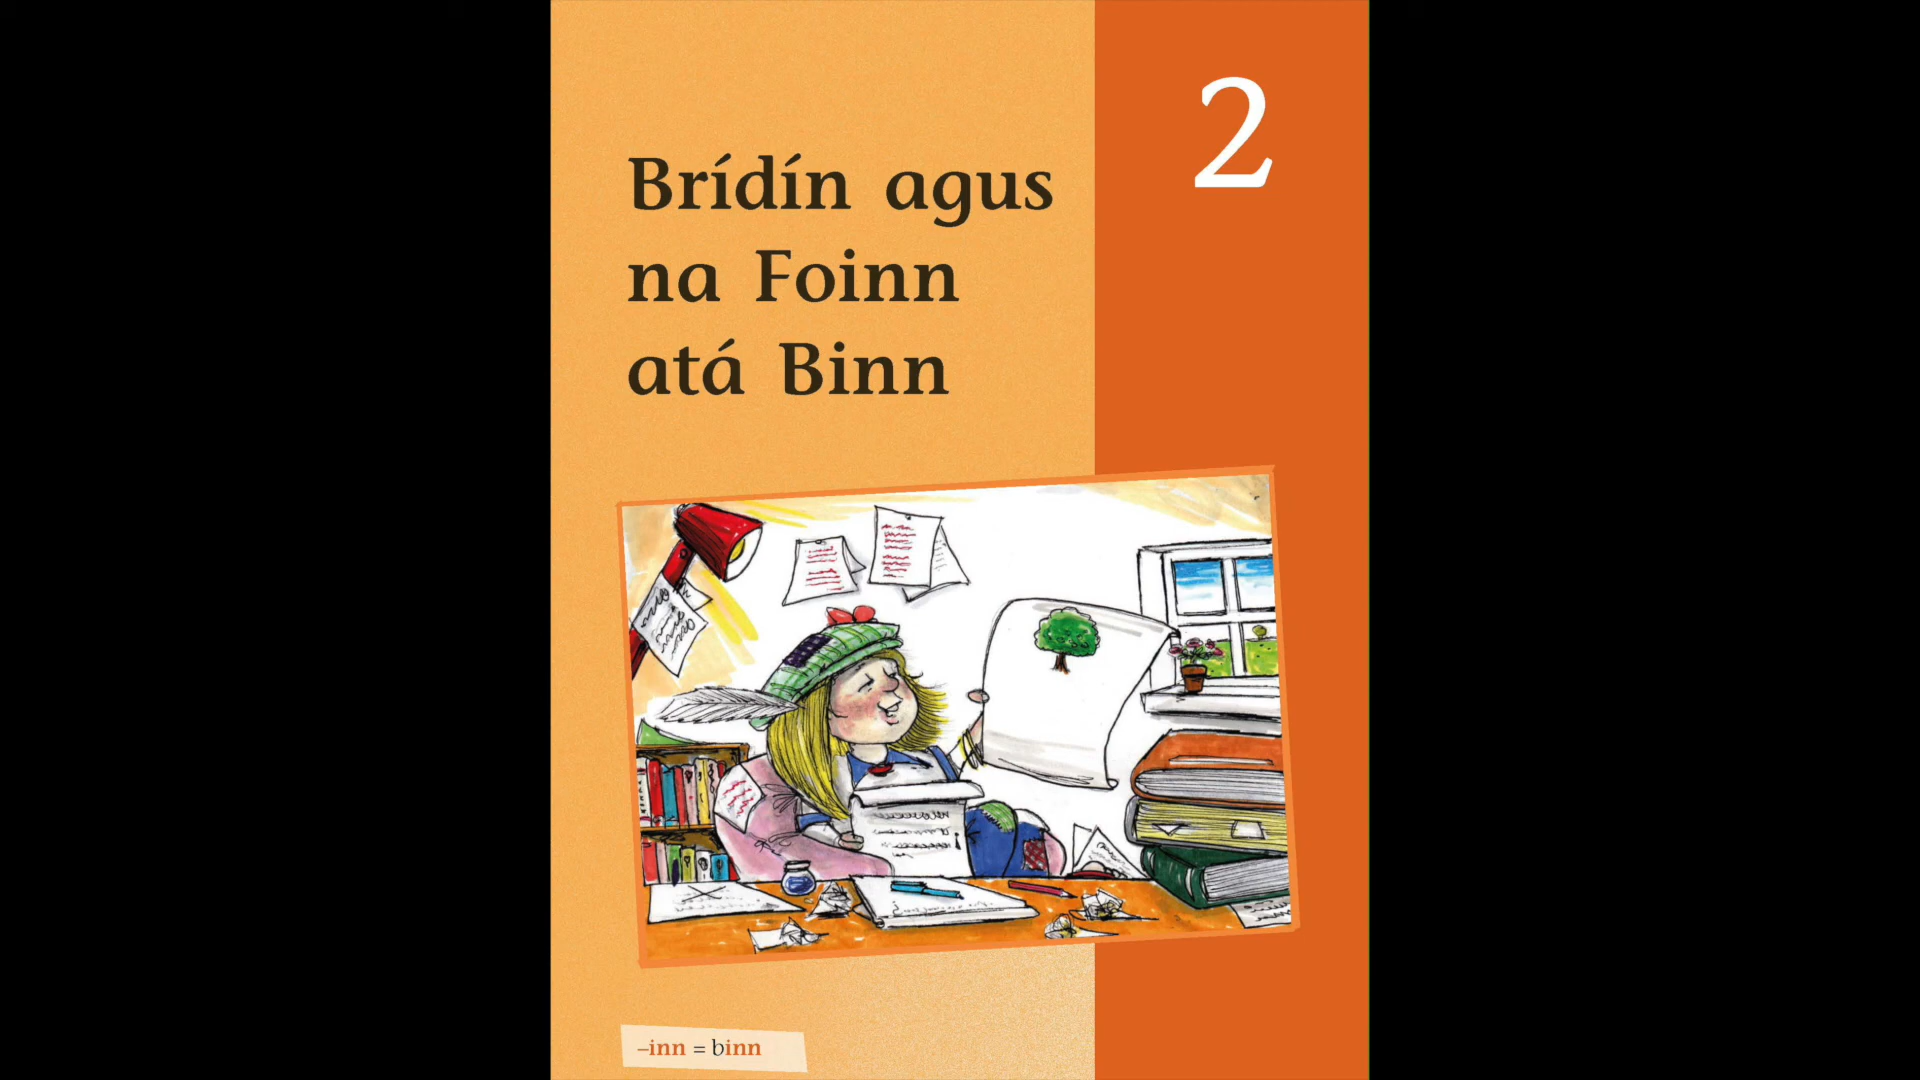 2
Brídín agus
na Foinn
atá Binn
–inn = binn